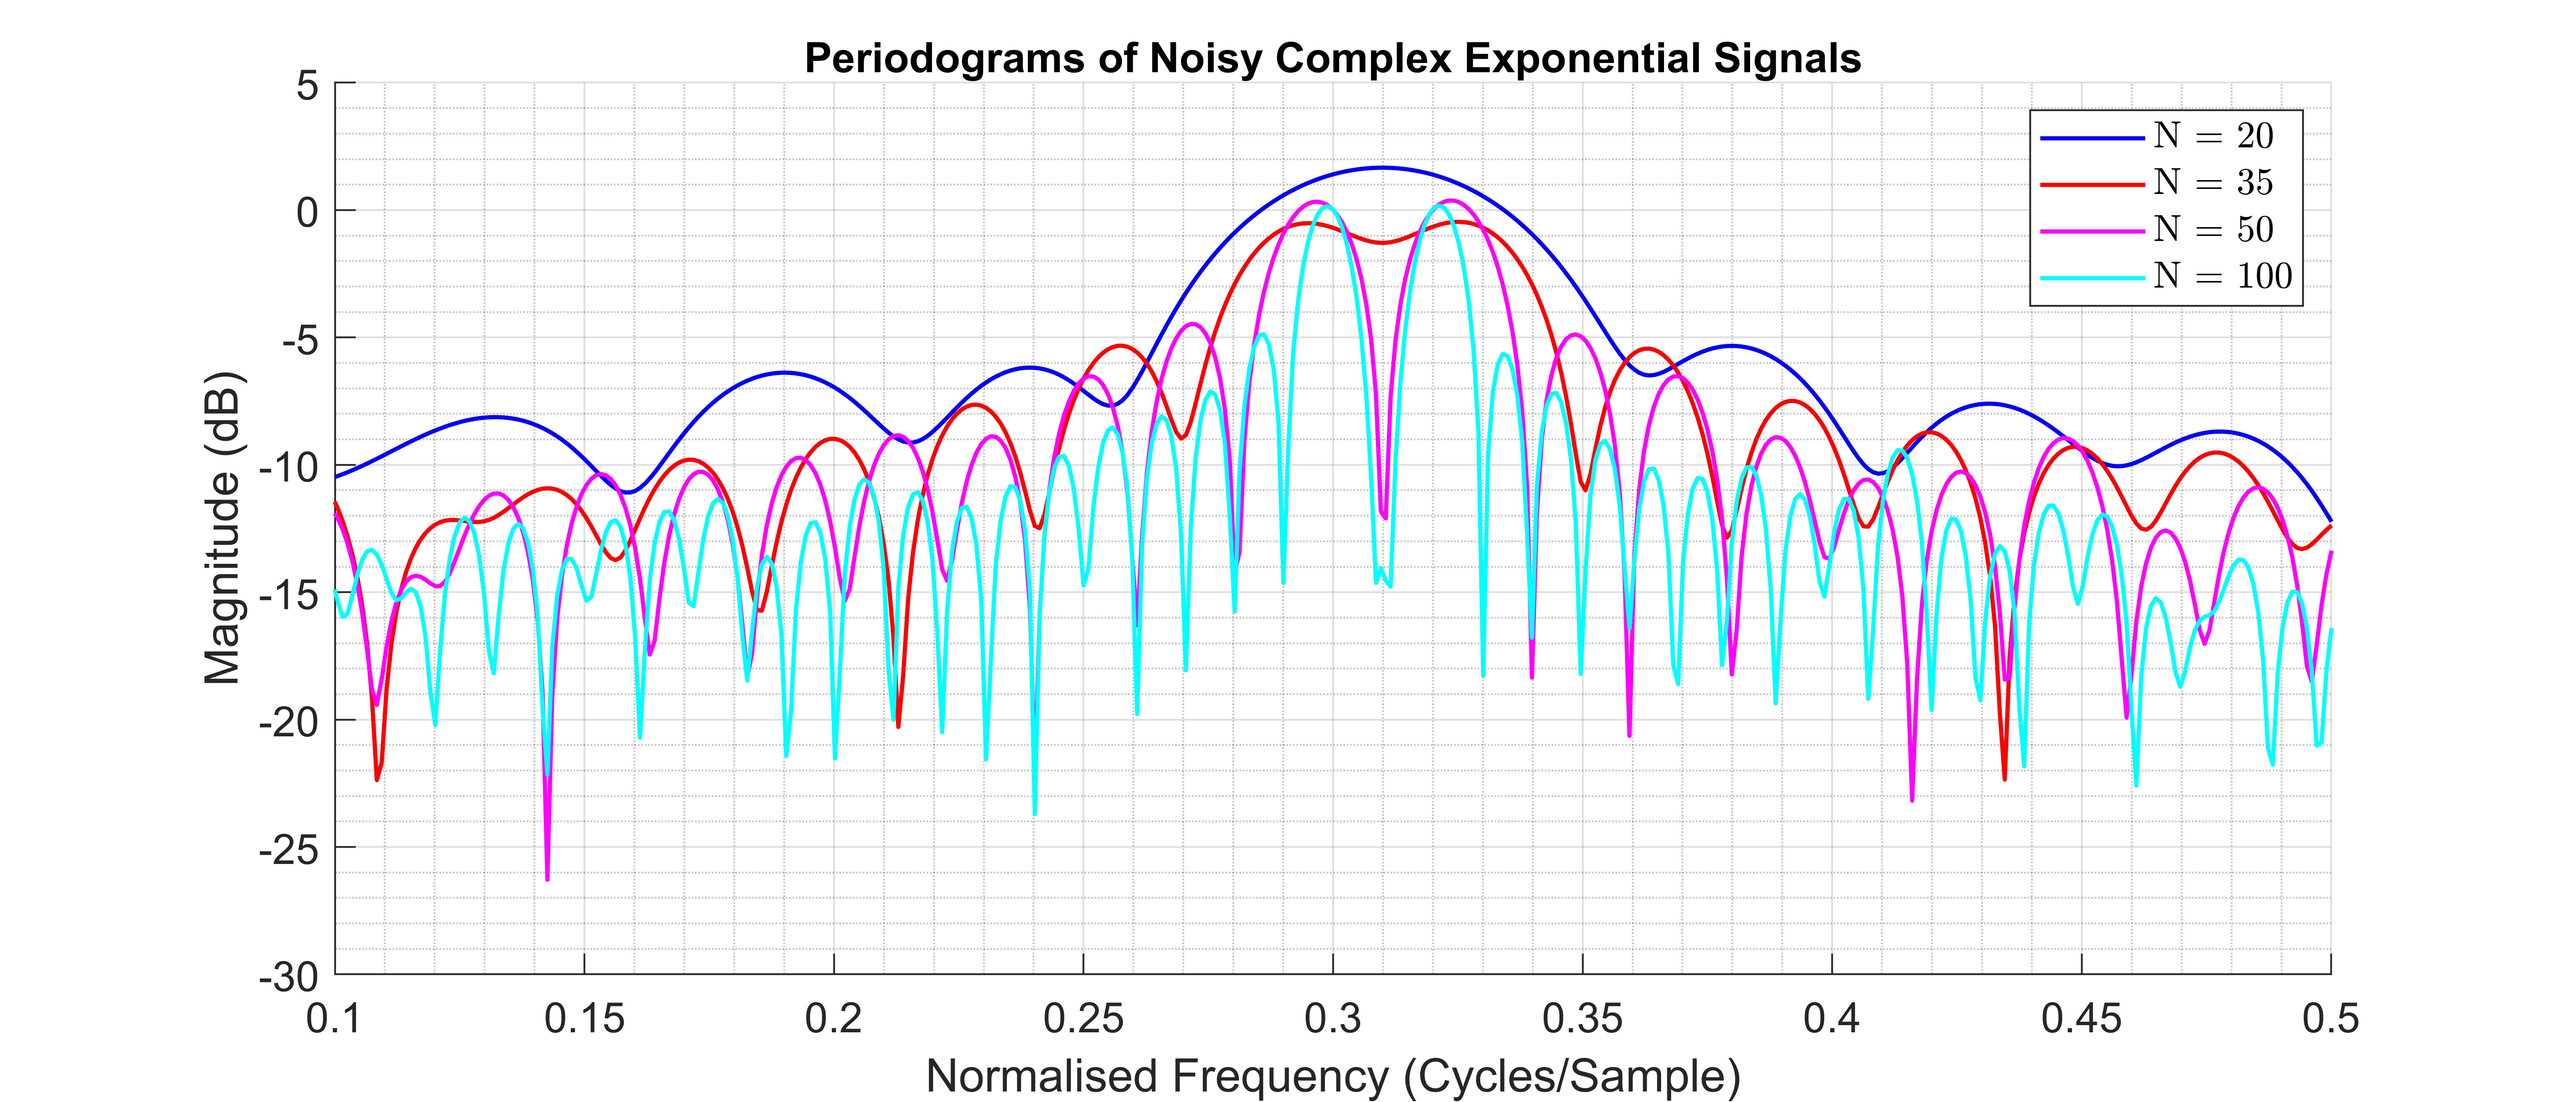 Periodograms of Noisy Complex Exponential Signals
5
0
-5
-10
-15
-20
-25
-30
Magnitude (dB)
N = 20
N = 35
N = 50
N = 100
0.1 0.15 0.2 0.25 0.3 0.35 0.4 0.45 0.5
Normalised Frequency (Cycles/Sample)